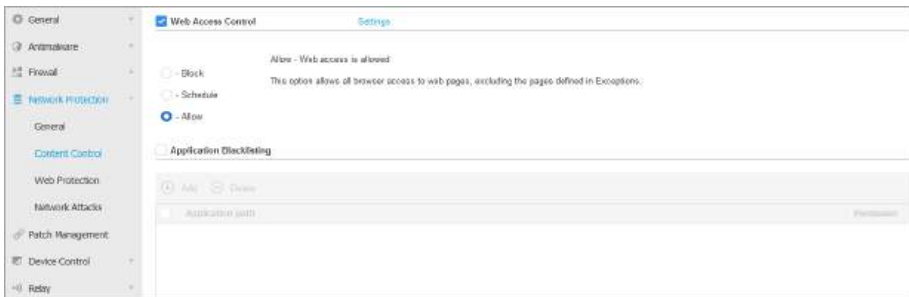 General
Antimalware
Firewall
Network Protection
General
Content Control
Web Protection
Network Attacks
Patch Management
Device Control
Relay
Web Access Control
Settings
- Block
- Schedule
- Allow
Allow - Web access is allowed
This option allows all browser access to web pages, excluding the pages defined in Exceptions.
Application Blacklisting
Add
Delete
Application path
Permission